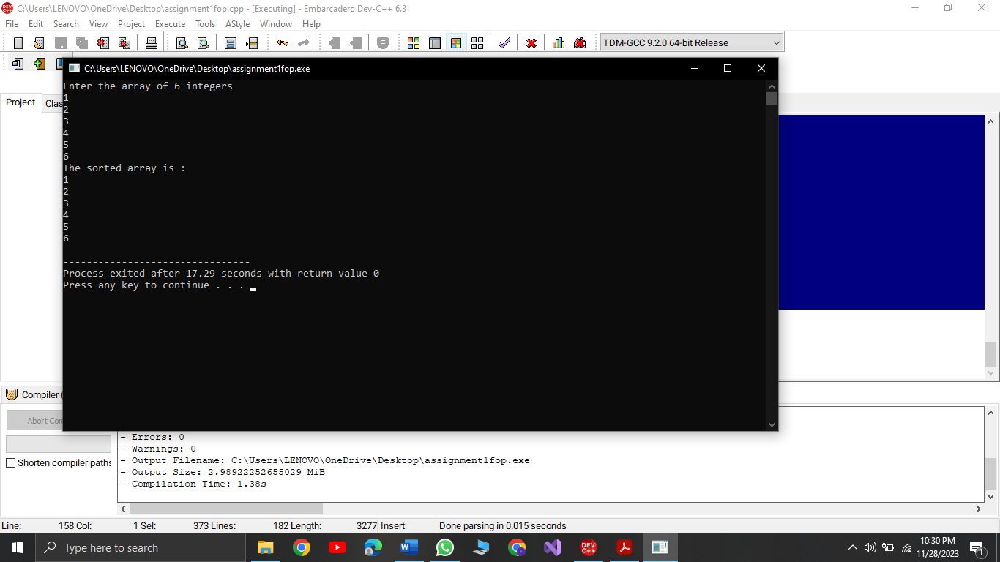 C:\Users\LENOVO\OneDrive\Desktop\assignment1fop.cpp - [Executing] - Embarcadero Dev-C++ 6.3
File Edit Search View Project Execute Tools AStyle Window Help
TDM-GCC 9.2.0 64-bit Release
C:\Users\LENOVO\OneDrive\Desktop\assignment1fop.exe
Project Clas
Enter the array of 6 integers
1
2
3
4
5
6
The sorted array is :
1
2
3
4
5
6
--------------------------------
Process exited after 17.29 seconds with return value 0
Press any key to continue . . .
Compiler (
Abort Com
Shorten compiler paths
- Errors: 0
- Warnings: 0
- Output Filename: C:\Users\LENOVO\OneDrive\Desktop\assignment1fop.exe
- Output Size: 2.98922252655029 MiB
- Compilation Time: 1.38s
Line: 158 Col: 1 Sel: 373 Lines: 182 Length: 3277 Insert Done parsing in 0.015 seconds
Type here to search
DEV C++
10:30 PM
11/28/2023
1